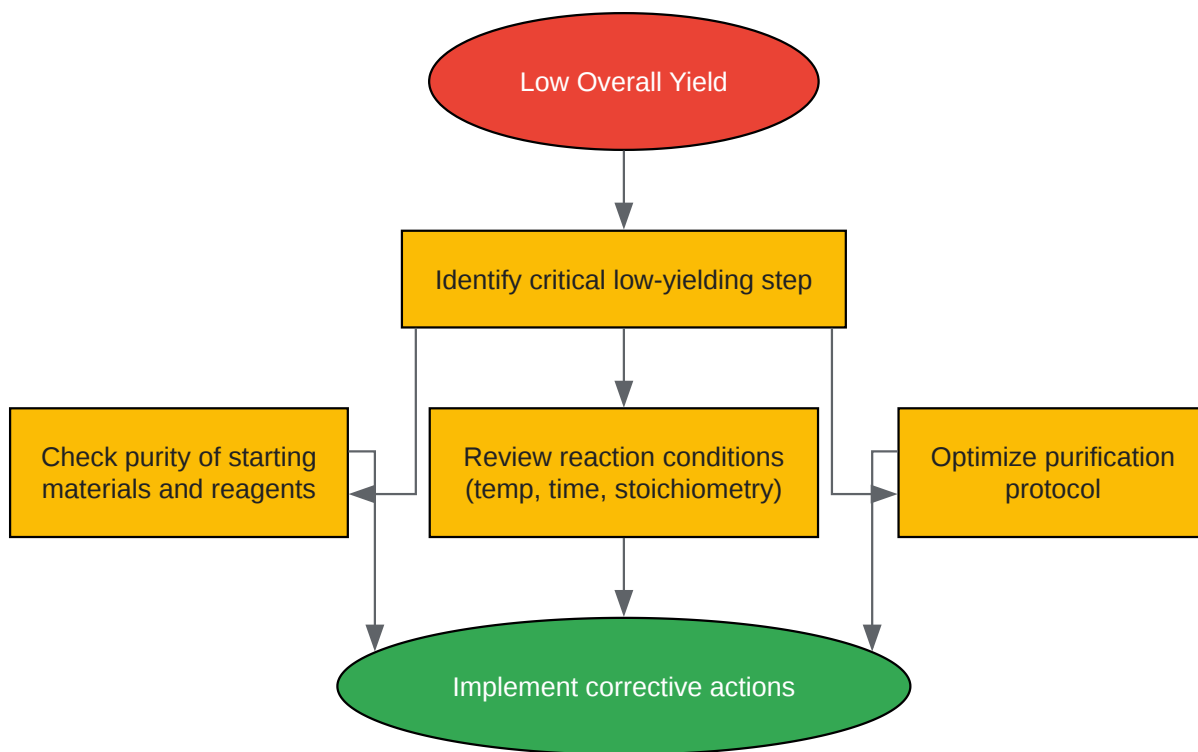 Low Overall Yield
Identify critical low-yielding step
Check purity of starting
materials and reagents
Review reaction conditions
(temp, time, stoichiometry)
Optimize purification
protocol
Implement corrective actions